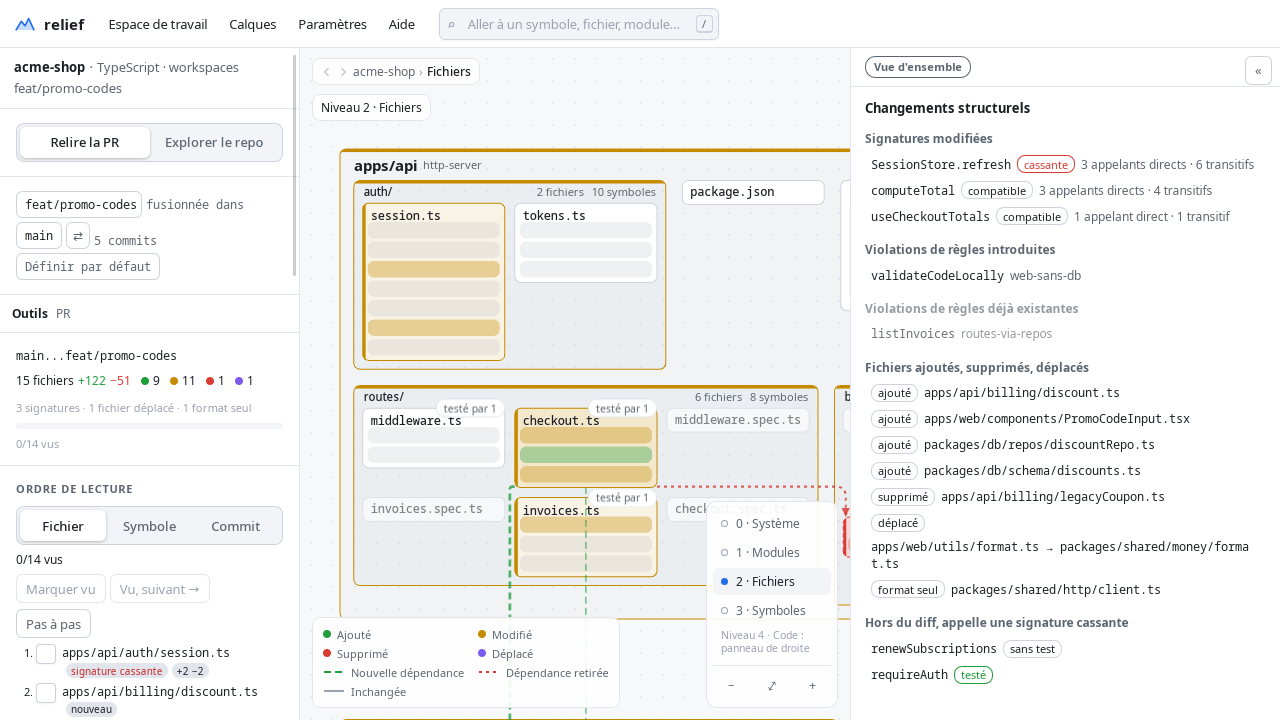 relief Espace de travail Calques Paramètres Aide Aller à un symbole, fichier, module... /
acme-shop · TypeScript · workspaces
feat/promo-codes
Relire la PR Explorer le repo
feat/promo-codes fusionnée dans
main ⇄ 5 commits
Définir par défaut
Outils PR
main...feat/promo-codes
15 fichiers +122 −51 9 11 1 1
3 signatures · 1 fichier déplacé · 1 format seul
0/14 vus
ORDRE DE LECTURE
Fichier Symbole Commit
0/14 vus
Marquer vu Vu, suivant →
Pas à pas
1. apps/api/auth/session.ts
signature cassante +2 −2
2. apps/api/billing/discount.ts
nouveau
acme-shop › Fichiers
Niveau 2 · Fichiers
apps/api http-server
auth/ 2 fichiers 10 symboles
session.ts
tokens.ts
package.json
routes/ 6 fichiers 8 symboles
testé par 1
middleware.ts
testé par 1
checkout.ts
middleware.spec.ts
invoices.spec.ts
testé par 1
invoices.ts
checkout.spec.ts
0 · Système
1 · Modules
2 · Fichiers
3 · Symboles
Niveau 4 · Code :
panneau de droite
− ⤢ +
Ajouté Modifié
Supprimé Déplacé
Nouvelle dépendance Dépendance retirée
Inchangée
Vue d'ensemble «
Changements structurels
Signatures modifiées
SessionStore.refresh cassante 3 appelants directs · 6 transitifs
computeTotal compatible 3 appelants directs · 4 transitifs
useCheckoutTotals compatible 1 appelant direct · 1 transitif
Violations de règles introduites
validateCodeLocally web-sans-db
Violations de règles déjà existantes
listInvoices routes-via-repos
Fichiers ajoutés, supprimés, déplacés
ajouté apps/api/billing/discount.ts
ajouté apps/web/components/PromoCodeInput.tsx
ajouté packages/db/repos/discountRepo.ts
ajouté packages/db/schema/discounts.ts
supprimé apps/api/billing/legacyCoupon.ts
déplacé
apps/web/utils/format.ts → packages/shared/money/forma
t.ts
format seul packages/shared/http/client.ts
Hors du diff, appelle une signature cassante
renewSubscriptions sans test
requireAuth testé